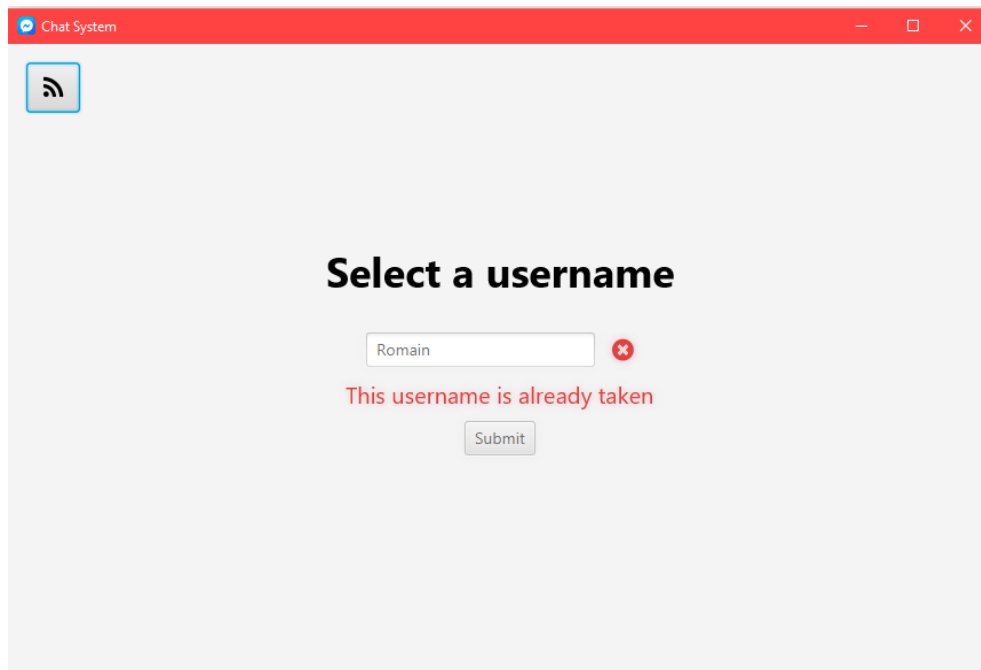 Chat System
Select a username
Romain
This username is already taken
Submit